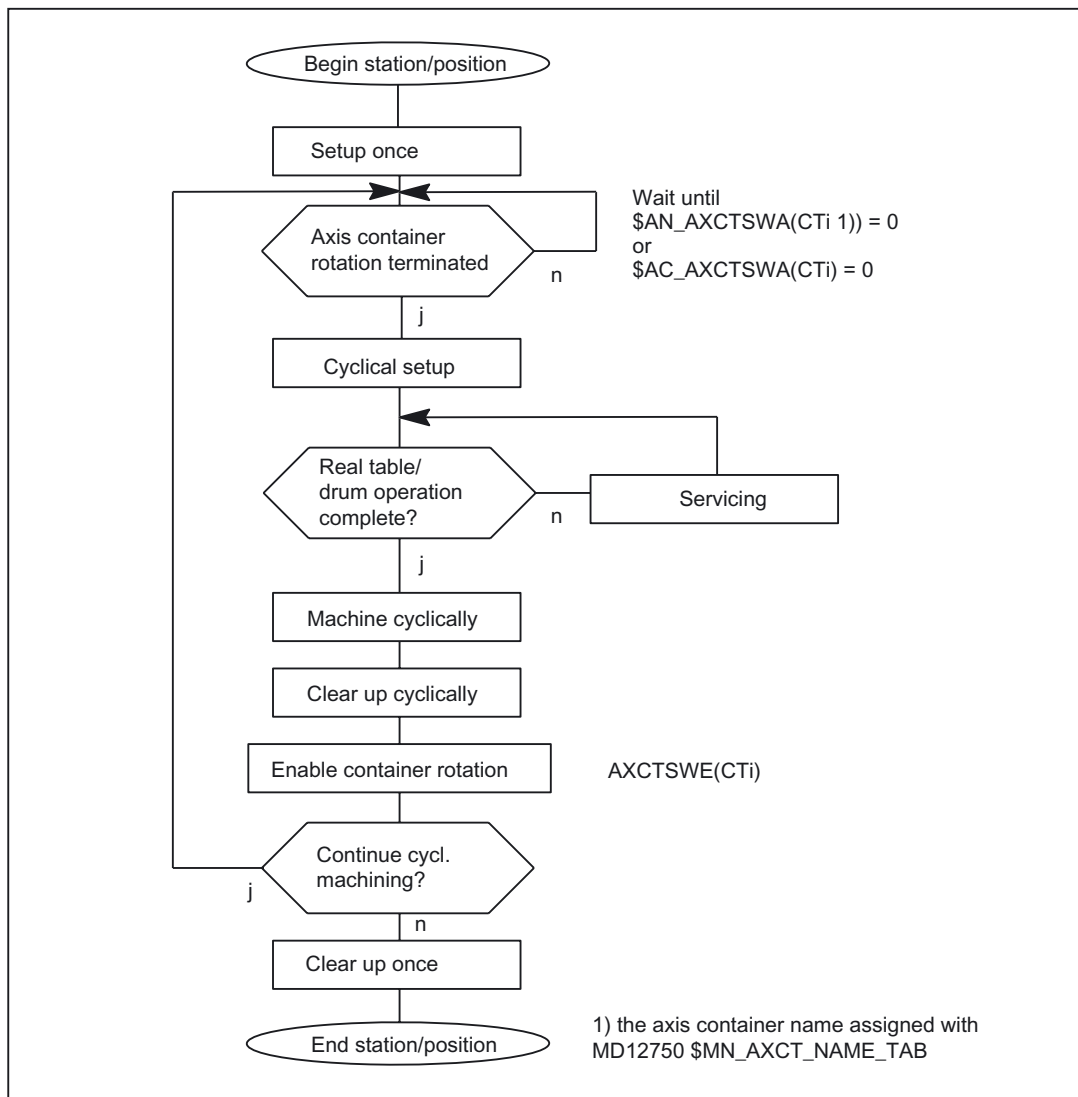 Begin station/position
Setup once
Axis container
rotation terminated
n
Wait until
$AN_AXCTSWA(CTi 1)) = 0
or
$AC_AXCTSWA(CTi) = 0
j
Cyclical setup
Real table/
drum operation
complete?
n
Servicing
j
Machine cyclically
Clear up cyclically
Enable container rotation
AXCTSWE(CTi)
Continue cycl.
machining?
j
n
Clear up once
End station/position
1) the axis container name assigned with
MD12750 $MN_AXCT_NAME_TAB